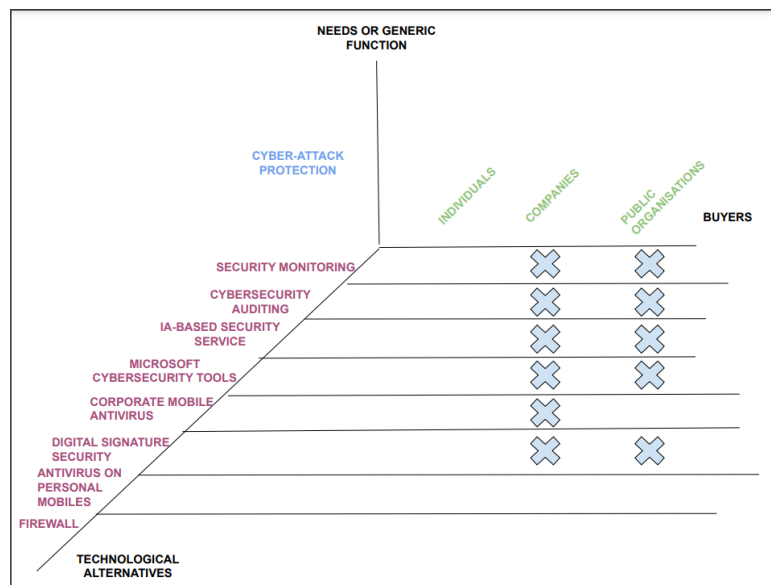 NEEDS OR GENERIC
FUNCTION
CYBER-ATTACK
PROTECTION
INDIVIDUALS
COMPANIES
PUBLIC
ORGANISATIONS
BUYERS
SECURITY MONITORING
CYBERSECURITY
AUDITING
IA-BASED SECURITY
SERVICE
MICROSOFT
CYBERSECURITY TOOLS
CORPORATE MOBILE
ANTIVIRUS
DIGITAL SIGNATURE
SECURITY
ANTIVIRUS ON
PERSONAL
MOBILES
FIREWALL
TECHNOLOGICAL
ALTERNATIVES